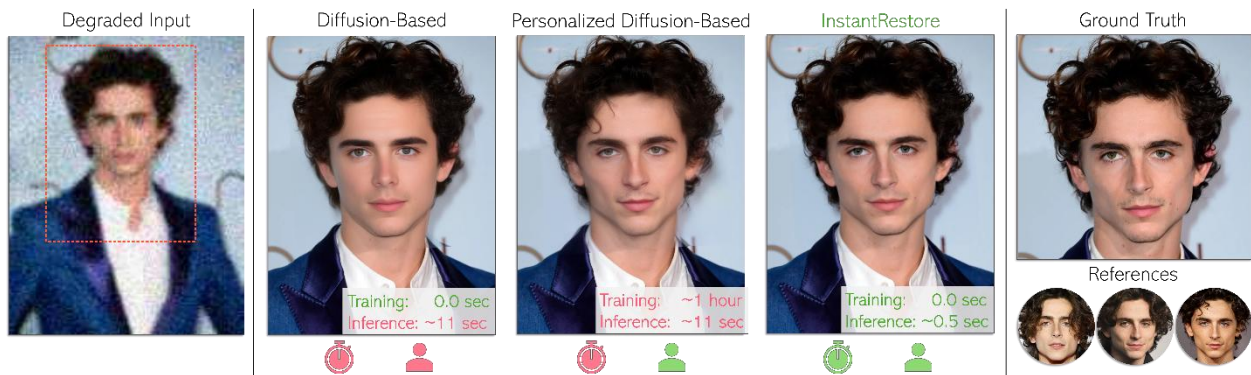 Degraded Input
Diffusion-Based
Personalized Diffusion-Based
InstantRestore
Ground Truth
Training: 0.0 sec
Inference: ~11 sec
Training: ~1 hour
Inference: ~11 sec
Training: 0.0 sec
Inference: ~0.5 sec
References